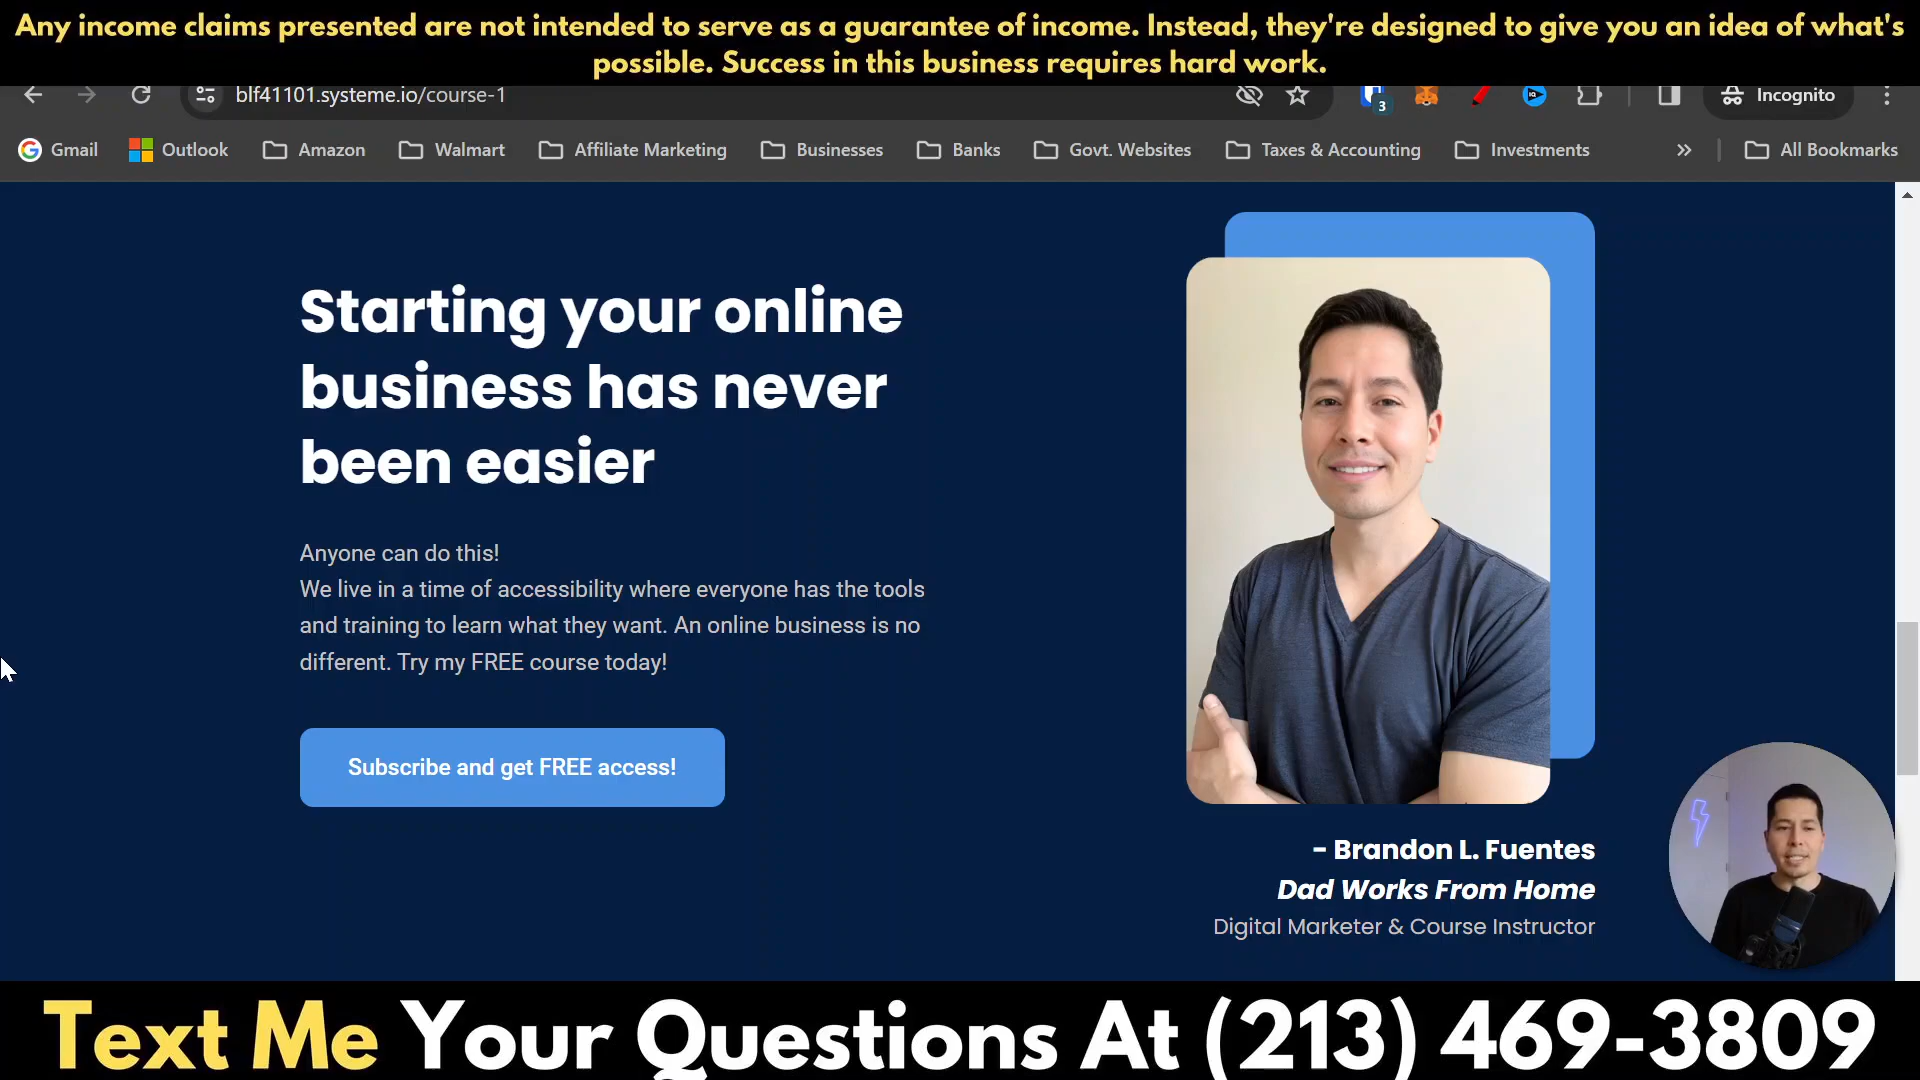 Any income claims presented are not intended to serve as a guarantee of income. Instead, they're designed to give you an idea of what's
possible. Success in this business requires hard work.
blf41101.systeme.io/course-1
3
IQ
Incognito
Gmail
Outlook
Amazon
Walmart
Affiliate Marketing
Businesses
Banks
Govt. Websites
Taxes & Accounting
Investments
All Bookmarks
Starting your online
business has never
been easier
Anyone can do this!
We live in a time of accessibility where everyone has the tools
and training to learn what they want. An online business is no
different. Try my FREE course today!
Subscribe and get FREE access!
- Brandon L. Fuentes
Dad Works From Home
Digital Marketer & Course Instructor
Text Me Your Questions At (213) 469-3809